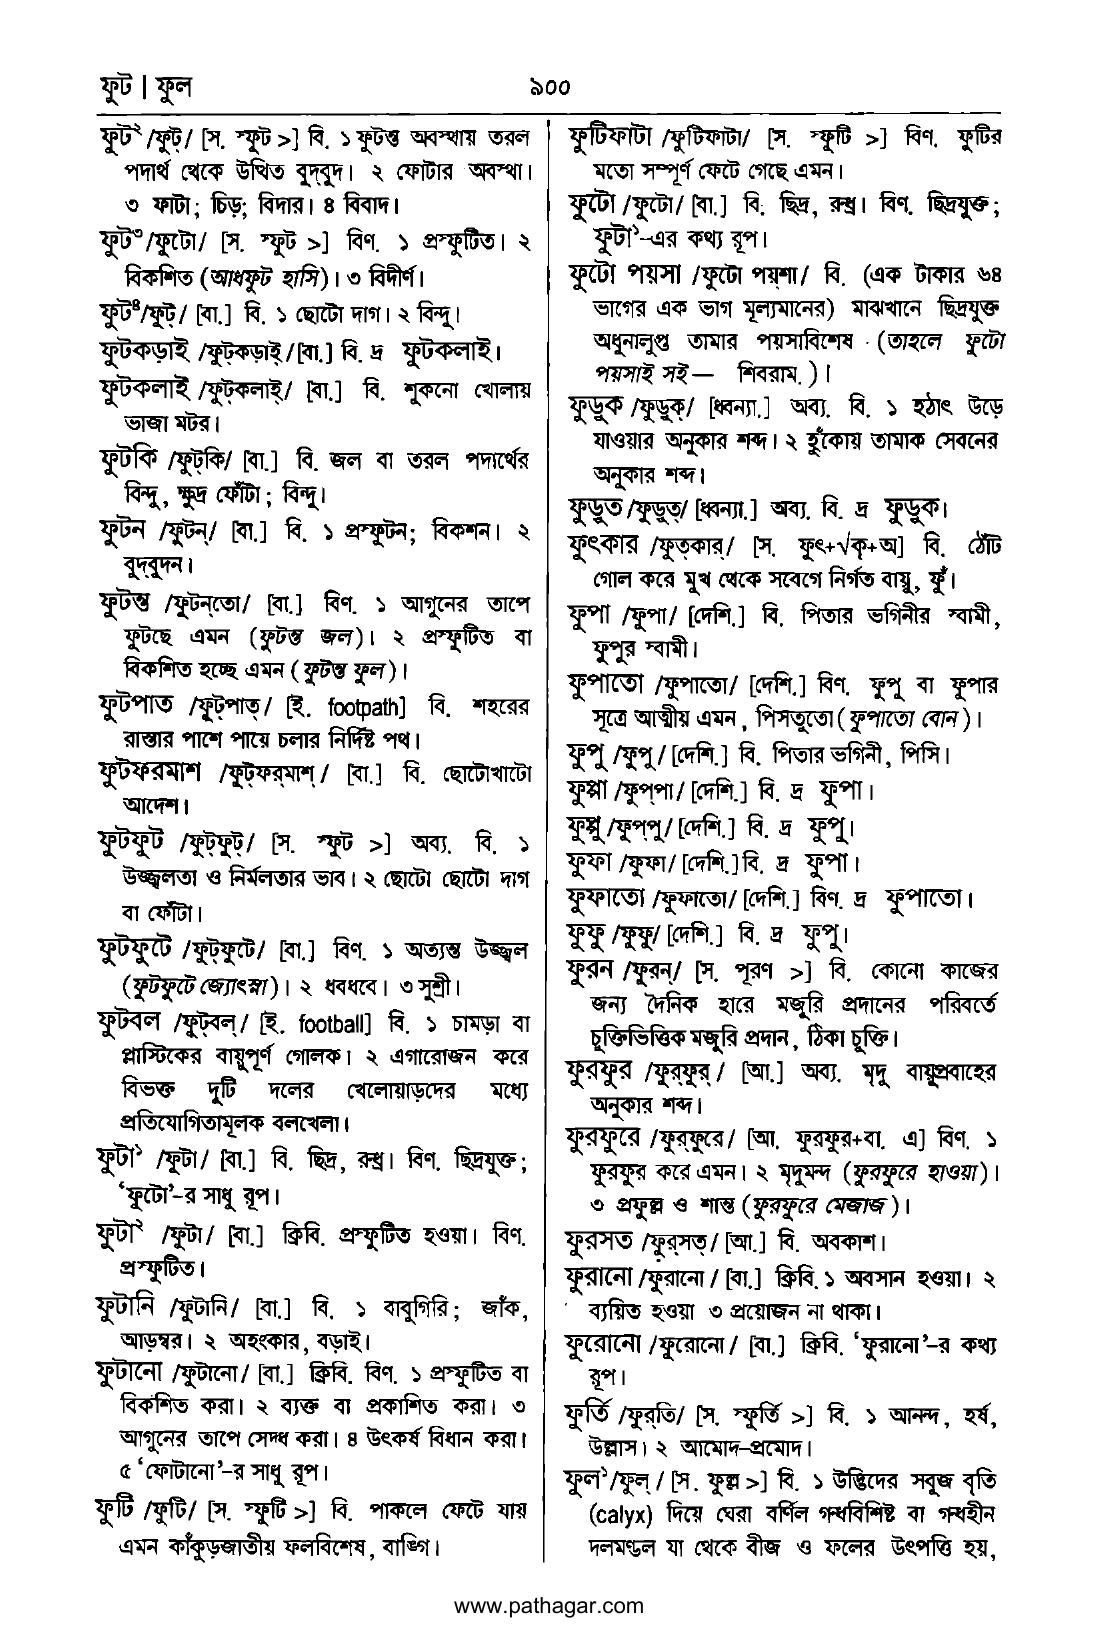 ফুট | ফুল
৯০০
ফুট২ /ফুট্/ [স. স্ফুট >] বি. ১ ফুটন্ত অবস্থায় তরল
পদার্থ থেকে উত্থিত বুদ্‌বুদ। ২ ফোটার অবস্থা।
৩ ফাটা; চিড়; বিদার। ৪ বিবাদ।
ফুট৩ /ফুটো/ [স. স্ফুট >] বিণ. ১ প্রস্ফুটিত। ২
বিকশিত (আধফুট হাসি)। ৩ বিদীর্ণ।
ফুট৪/ফুট্/ [বা.] বি. ১ ছোটো দাগ। ২ বিন্দু।
ফুটকড়াই /ফুট্‌কড়াই্/ [বা.] বি. দ্র ফুটকলাই।
ফুটকলাই /ফুট্‌কলাই্/ [বা.] বি. শুকনো খোলায়
ভাজা মটর।
ফুটকি /ফুট্‌কি/ [বা.] বি. জল বা তরল পদার্থের
বিন্দু, ক্ষুদ্র ফোঁটা; বিন্দু।
ফুটন /ফুটন্/ [বা.] বি. ১ প্রস্ফুটন; বিকশন। ২
বুদ্‌বুদন।
ফুটন্ত /ফুটন্‌তো/ [বা.] বিণ. ১ আগুনের তাপে
ফুটছে এমন (ফুটন্ত জল)। ২ প্রস্ফুটিত বা
বিকশিত হচ্ছে এমন (ফুটন্ত ফুল)।
ফুটপাত /ফুট্‌পাত্/ [ই. footpath] বি. শহরের
রাস্তার পাশে পায়ে চলার নির্দিষ্ট পথ।
ফুটফরমাশ /ফুট্‌ফর্‌মাশ্/ [বা.] বি. ছোটোখাটো
আদেশ।
ফুটফুট /ফুট্‌ফুট্/ [স. স্ফুট >] অব্য. বি. ১
উজ্জ্বলতা ও নির্মলতার ভাব। ২ ছোটো ছোটো দাগ
বা ফোঁটা।
ফুটফুটে /ফুট্‌ফুটে/ [বা.] বিণ. ১ অত্যন্ত উজ্জ্বল
(ফুটফুটে জ্যোৎস্না)। ২ ধবধবে। ৩ সুশ্রী।
ফুটবল /ফুট্‌বল্/ [ই. football] বি. ১ চামড়া বা
প্লাস্টিকের বায়ুপূর্ণ গোলক। ২ এগারোজন করে
বিভক্ত দুটি দলের খেলোয়াড়দের মধ্যে
প্রতিযোগিতামূলক বলখেলা।
ফুটা১ /ফুটা/ [বা.] বি. ছিদ্র, রন্ধ্র। বিণ. ছিদ্রযুক্ত;
‘ফুটো’-র সাধু রূপ।
ফুটা২ /ফুটা/ [বা.] ক্রিবি. প্রস্ফুটিত হওয়া। বিণ.
প্রস্ফুটিত।
ফুটানি /ফুটানি/ [বা.] বি. ১ বাবুগিরি; জাঁক,
আড়ম্বর। ২ অহংকার, বড়াই।
ফুটানো /ফুটানো/ [বা.] ক্রিবি. বিণ. ১ প্রস্ফুটিত বা
বিকশিত করা। ২ ব্যক্ত বা প্রকাশিত করা। ৩
আগুনের তাপে সেদ্ধ করা। ৪ উৎকর্ষ বিধান করা।
৫ ‘ফোটানো’-র সাধু রূপ।
ফুটি /ফুটি/ [স. স্ফুটি >] বি. পাকলে ফেটে যায়
এমন কাঁকুড়জাতীয় ফলবিশেষ, বাঙ্গি।
ফুটিফাটা /ফুটিফাটা/ [স. স্ফুটি >] বিণ. ফুটির
মতো সম্পূর্ণ ফেটে গেছে এমন।
ফুটো /ফুটো/ [বা.] বি. ছিদ্র, রন্ধ্র। বিণ. ছিদ্রযুক্ত;
ফুটা১-এর কথ্য রূপ।
ফুটো পয়সা /ফুটো পয়্‌শা/ বি. (এক টাকার ৬৪
ভাগের এক ভাগ মূল্যমানের) মাঝখানে ছিদ্রযুক্ত
অধুনালুপ্ত তামার পয়সাবিশেষ (তাহলে ফুটো
পয়সাই সই— শিবরাম.)।
ফুড়ুক /ফুড়ুক্/ [ধ্বন্যা.] অব্য. বি. ১ হঠাৎ উড়ে
যাওয়ার অনুকার শব্দ। ২ হুঁকোয় তামাক সেবনের
অনুকার শব্দ।
ফুড়ুত /ফুড়ুত্/ [ধ্বন্যা.] অব্য. বি. দ্র ফুড়ুক।
ফুৎকার /ফুত্‌কার্/ [স. ফুৎ+√কৃ+অ] বি. ঠোঁট
গোল করে মুখ থেকে সবেগে নির্গত বায়ু, ফুঁ।
ফুপা /ফুপা/ [দেশি.] বি. পিতার ভগিনীর স্বামী,
ফুপুর স্বামী।
ফুপাতো /ফুপাতো/ [দেশি.] বিণ. ফুপু বা ফুপার
সূত্রে আত্মীয় এমন, পিসতুতো (ফুপাতো বোন)।
ফুপু /ফুপু/ [দেশি.] বি. পিতার ভগিনী, পিসি।
ফুপ্পা /ফুপ্‌পা/ [দেশি.] বি. দ্র ফুপা।
ফুপ্পু /ফুপ্‌পু/ [দেশি.] বি. দ্র ফুপু।
ফুফা /ফুফা/ [দেশি.] বি. দ্র ফুপা।
ফুফাতো /ফুফাতো/ [দেশি.] বিণ. দ্র ফুপাতো।
ফুফু /ফুফু/ [দেশি.] বি. দ্র ফুপু।
ফুরন /ফুরন্/ [স. পূরণ >] বি. কোনো কাজের
জন্য দৈনিক হারে মজুরি প্রদানের পরিবর্তে
চুক্তিভিত্তিক মজুরি প্রদান, ঠিকা চুক্তি।
ফুরফুর /ফুর্‌ফুর্/ [আ.] অব্য. মৃদু বায়ুপ্রবাহের
অনুকার শব্দ।
ফুরফুরে /ফুর্‌ফুরে/ [আ. ফুরফুর+বা. এ] বিণ. ১
ফুরফুর করে এমন। ২ মৃদুমন্দ (ফুরফুরে হাওয়া)।
৩ প্রফুল্ল ও শান্ত (ফুরফুরে মেজাজ)।
ফুরসত /ফুর্‌সত্/ [আ.] বি. অবকাশ।
ফুরানো /ফুরানো/ [বা.] ক্রিবি. ১ অবসান হওয়া। ২
ব্যয়িত হওয়া ৩ প্রয়োজন না থাকা।
ফুরোনো /ফুরোনো/ [বা.] ক্রিবি. ‘ফুরানো’-র কথ্য
রূপ।
ফুর্তি /ফুর্‌তি/ [স. স্ফূর্তি >] বি. ১ আনন্দ, হর্ষ,
উল্লাস। ২ আমোদ-প্রমোদ।
ফুল১ /ফুল্/ [স. ফুল্ল >] বি. ১ উদ্ভিদের সবুজ বৃতি
(calyx) দিয়ে ঘেরা বর্ণিল গন্ধবিশিষ্ট বা গন্ধহীন
দলমণ্ডল যা থেকে বীজ ও ফলের উৎপত্তি হয়,
www.pathagar.com